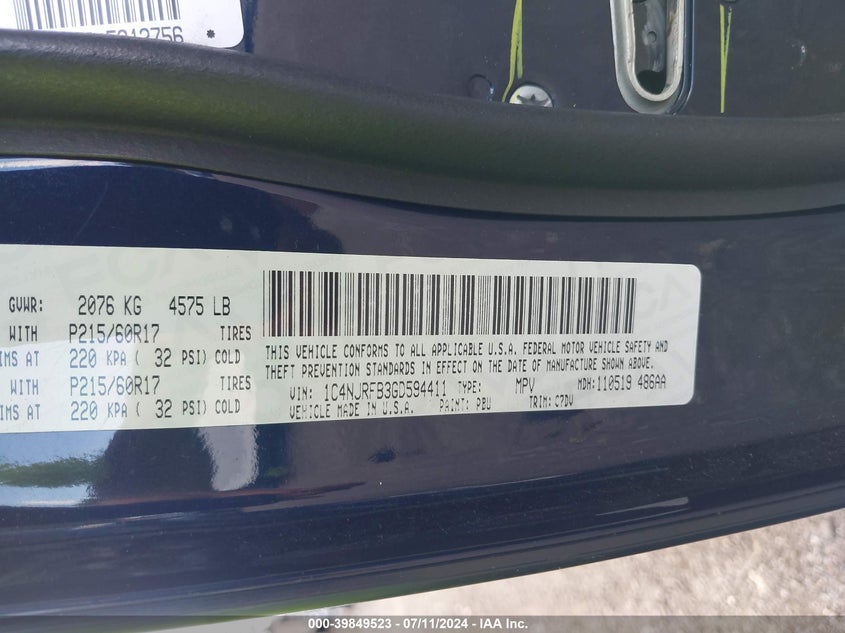 5213756
GVWR: 2076 KG 4575 LB
WITH P215/60R17 TIRES
IMS AT 220 KPA ( 32 PSI) COLD
WITH P215/60R17 TIRES
IMS AT 220 KPA ( 32 PSI) COLD
THIS VEHICLE CONFORMS TO ALL APPLICABLE U.S.A. FEDERAL MOTOR VEHICLE SAFETY AND
THEFT PREVENTION STANDARDS IN EFFECT ON THE DATE OF MANUFACTURE SHOWN ABOVE.
VIN: 1C4NJRFB3GD594411 TYPE: MPV MDH: 110519 486AA
VEHICLE MADE IN U.S.A. PAINT: PBU TRIM: C7DV
000-39849523 - 07/11/2024 - IAA Inc.